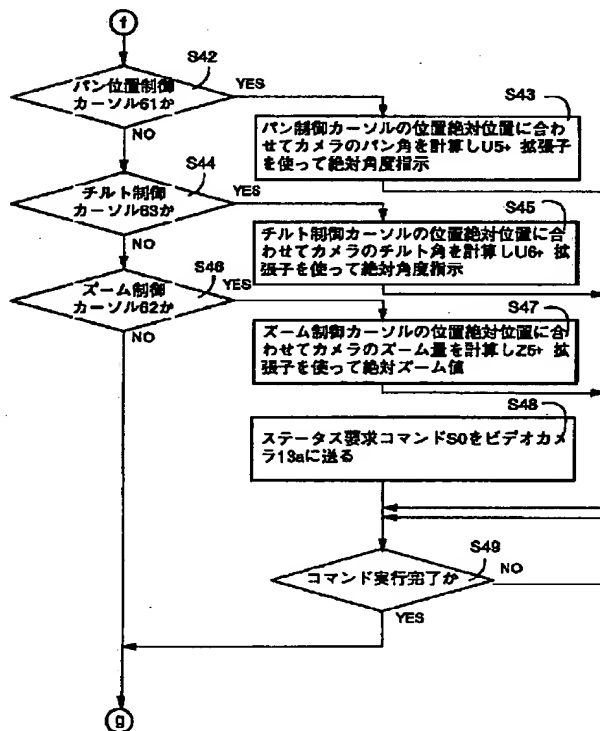 f
S42
パン位置制御
カーソル61か
YES
NO
S43
パン制御カーソルの位置絶対位置に合わ
せてカメラのパン角を計算しU5+ 拡張子
を使って絶対角度指示
S44
チルト制御
カーソル63か
YES
NO
S45
チルト制御カーソルの位置絶対位置に合
わせてカメラのチルト角を計算しU6+ 拡
張子を使って絶対角度指示
S46
ズーム制御
カーソル62か
YES
NO
S47
ズーム制御カーソルの位置絶対位置に合
わせてカメラのズーム量を計算しZ5+ 拡
張子を使って絶対ズーム値
S48
ステータス要求コマンドS0をビデオカメ
ラ13aに送る
S49
コマンド実行完了か
NO
YES
g